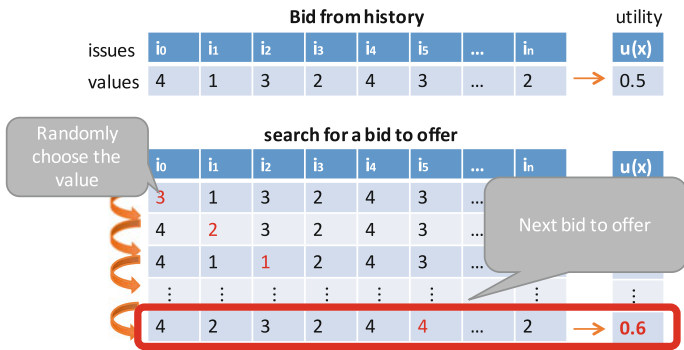 Bid from history utility
issues i₀ i₁ i₂ i₃ i₄ i₅ ... iₙ u(x)
values 4 1 3 2 4 3 ... 2 → 0.5
Randomly
choose the
value
search for a bid to offer
i₀ i₁ i₂ i₃ i₄ i₅ ... iₙ u(x)
3 1 3 2 4 3 ...
4 2 3 2 4 3 ...
4 1 1 2 4 3 ...
Next bid to offer
⋮ ⋮ ⋮ ⋮ ⋮ ⋮ ⋮ ⋮ ⋮
4 2 3 2 4 4 ... 2 → 0.6